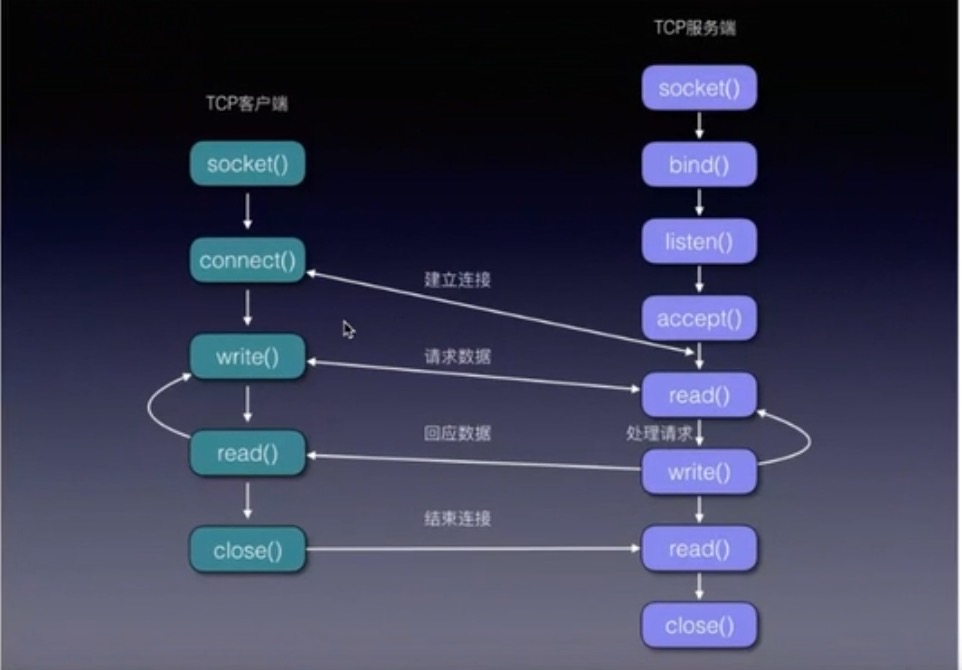 TCP服务端
socket()
TCP客户端
bind()
socket()
listen()
connect()
建立连接
accept()
write()
请求数据
read()
回应数据
处理请求
read()
write()
结束连接
close()
read()
close()